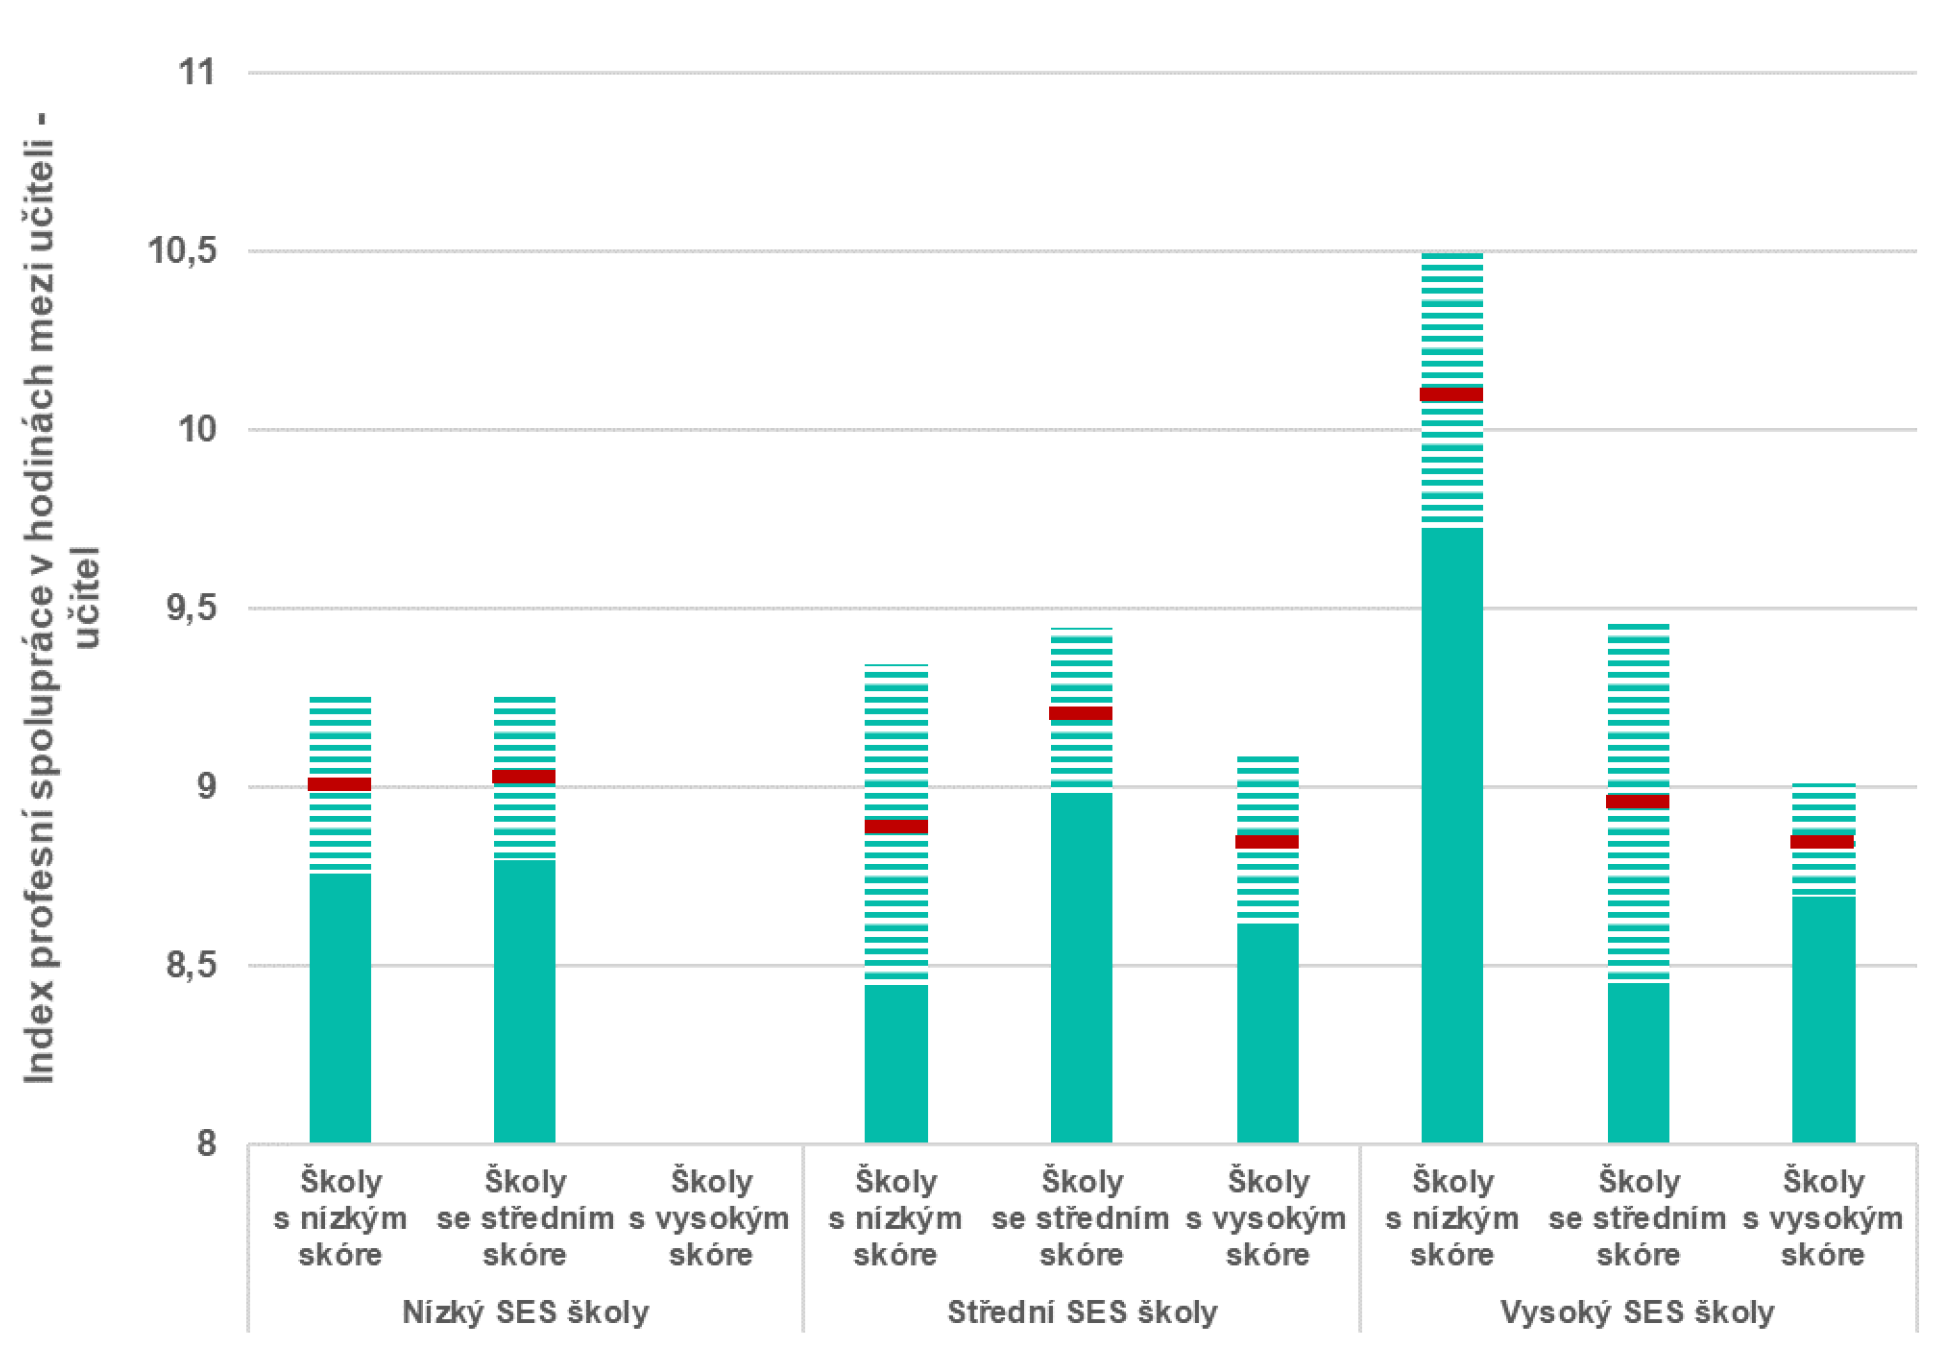 Index profesní spolupráce v hodinách mezi učiteli -
učitel
11
10,5
10
9,5
9
8,5
8
Školy
s nízkým
skóre
Školy
se středním
skóre
Školy
s vysokým
skóre
Školy
s nízkým
skóre
Školy
se středním
skóre
Školy
s vysokým
skóre
Školy
s nízkým
skóre
Školy
se středním
skóre
Školy
s vysokým
skóre
Nízký SES školy
Střední SES školy
Vysoký SES školy